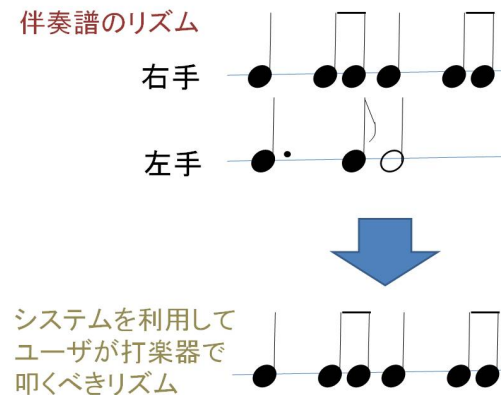 伴奏譜のリズム
右手
左手
システムを利用して
ユーザが打楽器で
叩くべきリズム